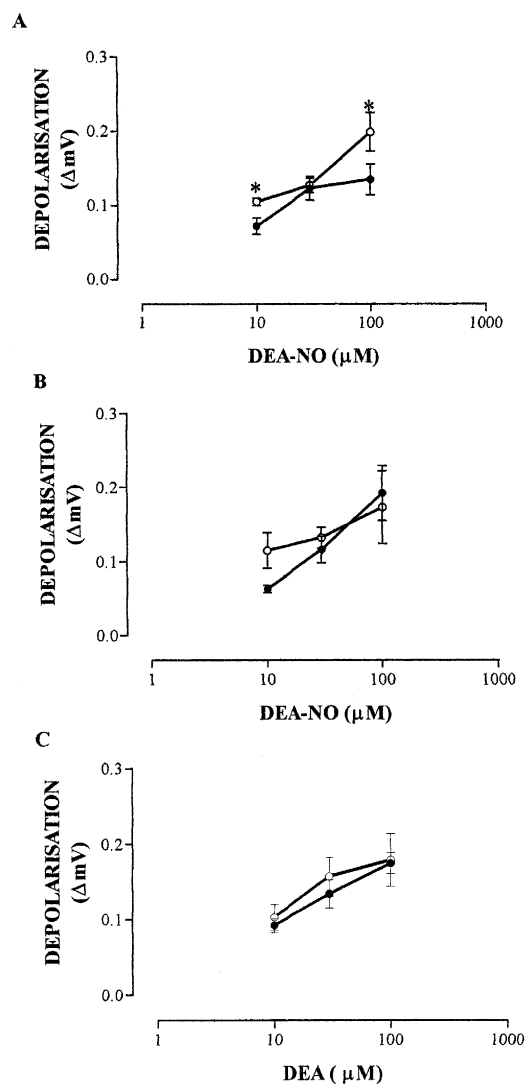 A
DEPOLARISATION
(ΔmV)
0.3
0.2
0.1
0.0
*
*
1
10
100
1000
DEA-NO (μM)
B
DEPOLARISATION
(ΔmV)
0.3
0.2
0.1
0.0
1
10
100
1000
DEA-NO (μM)
C
DEPOLARISATION
(ΔmV)
0.3
0.2
0.1
0.0
1
10
100
1000
DEA ( μM)